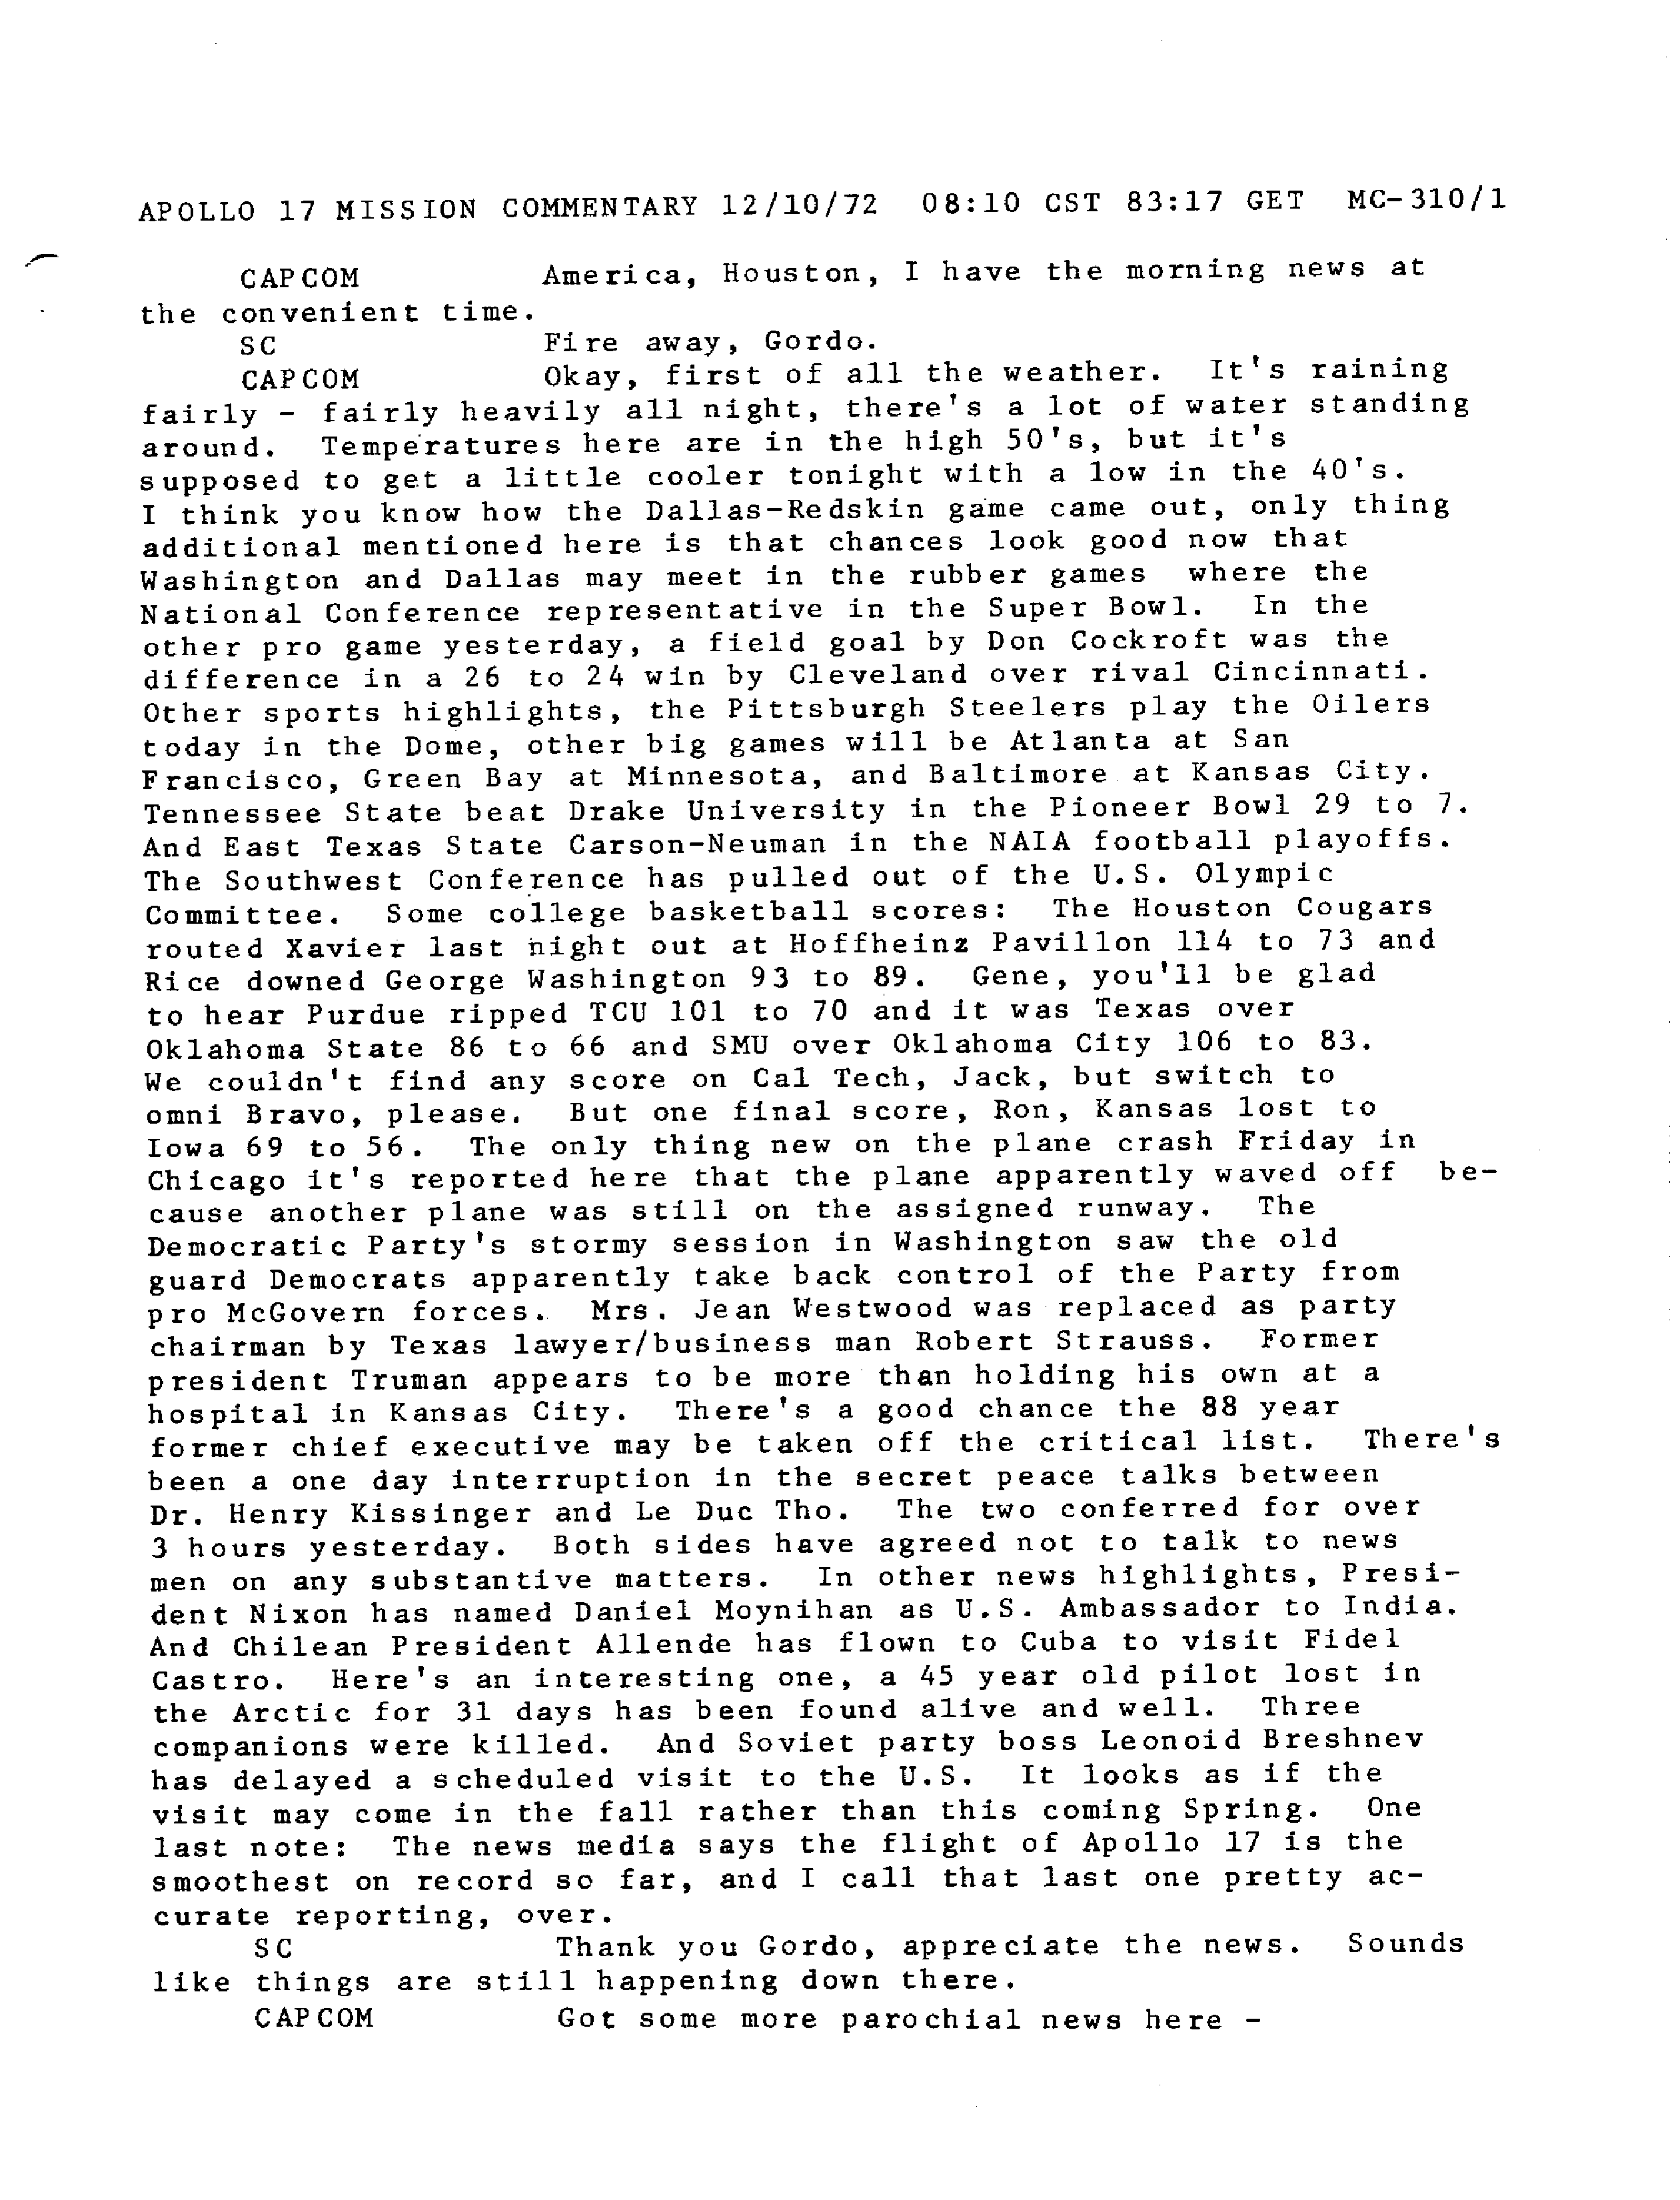 APOLLO 17 MISSION COMMENTARY 12/10/72 08:10 CST 83:17 GET MC-310/1
CAPCOM America, Houston, I have the morning news at
the convenient time.
SC Fire away, Gordo.
CAPCOM Okay, first of all the weather. It's raining
fairly - fairly heavily all night, there's a lot of water standing
around. Temperatures here are in the high 50's, but it's
supposed to get a little cooler tonight with a low in the 40's.
I think you know how the Dallas-Redskin game came out, only thing
additional mentioned here is that chances look good now that
Washington and Dallas may meet in the rubber games where the
National Conference representative in the Super Bowl. In the
other pro game yesterday, a field goal by Don Cockroft was the
difference in a 26 to 24 win by Cleveland over rival Cincinnati.
Other sports highlights, the Pittsburgh Steelers play the Oilers
today in the Dome, other big games will be Atlanta at San
Francisco, Green Bay at Minnesota, and Baltimore at Kansas City.
Tennessee State beat Drake University in the Pioneer Bowl 29 to 7.
And East Texas State Carson-Neuman in the NAIA football playoffs.
The Southwest Conference has pulled out of the U.S. Olympic
Committee. Some college basketball scores: The Houston Cougars
routed Xavier last night out at Hoffheinz Pavillon 114 to 73 and
Rice downed George Washington 93 to 89. Gene, you'll be glad
to hear Purdue ripped TCU 101 to 70 and it was Texas over
Oklahoma State 86 to 66 and SMU over Oklahoma City 106 to 83.
We couldn't find any score on Cal Tech, Jack, but switch to
omni Bravo, please. But one final score, Ron, Kansas lost to
Iowa 69 to 56. The only thing new on the plane crash Friday in
Chicago it's reported here that the plane apparently waved off be-
cause another plane was still on the assigned runway. The
Democratic Party's stormy session in Washington saw the old
guard Democrats apparently take back control of the Party from
pro McGovern forces. Mrs. Jean Westwood was replaced as party
chairman by Texas lawyer/business man Robert Strauss. Former
president Truman appears to be more than holding his own at a
hospital in Kansas City. There's a good chance the 88 year
former chief executive may be taken off the critical list. There's
been a one day interruption in the secret peace talks between
Dr. Henry Kissinger and Le Duc Tho. The two conferred for over
3 hours yesterday. Both sides have agreed not to talk to news
men on any substantive matters. In other news highlights, Presi-
dent Nixon has named Daniel Moynihan as U.S. Ambassador to India.
And Chilean President Allende has flown to Cuba to visit Fidel
Castro. Here's an interesting one, a 45 year old pilot lost in
the Arctic for 31 days has been found alive and well. Three
companions were killed. And Soviet party boss Leonoid Breshnev
has delayed a scheduled visit to the U.S. It looks as if the
visit may come in the fall rather than this coming Spring. One
last note: The news media says the flight of Apollo 17 is the
smoothest on record so far, and I call that last one pretty ac-
curate reporting, over.
SC Thank you Gordo, appreciate the news. Sounds
like things are still happening down there.
CAPCOM Got some more parochial news here -